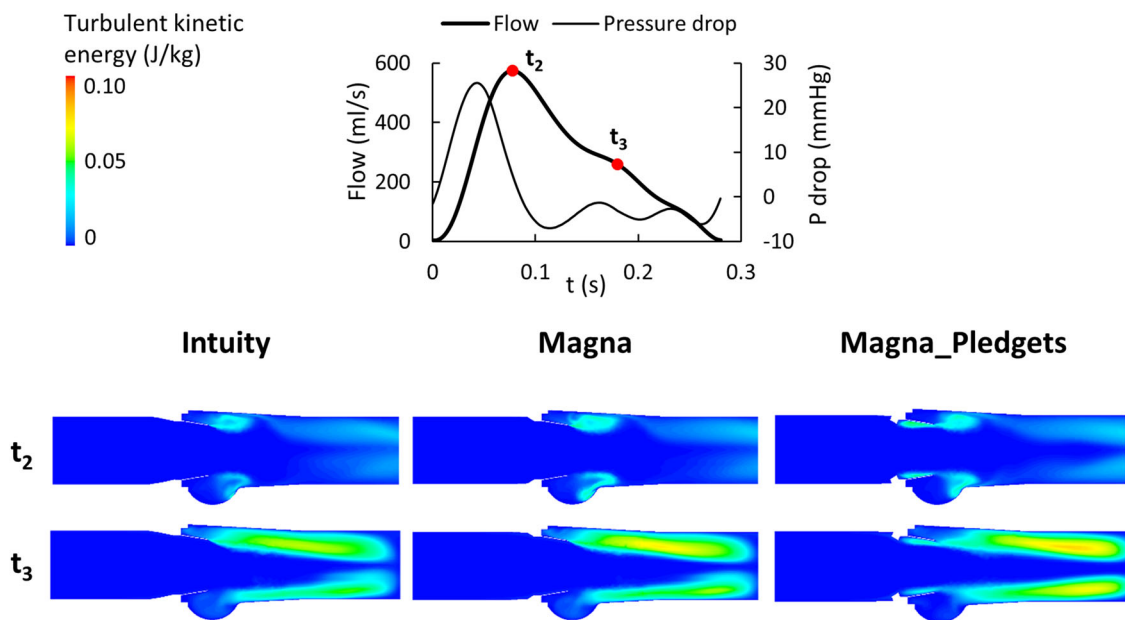 Turbulent kinetic
energy (J/kg)
0.10
0.05
0
Flow
Pressure drop
t2
t3
Flow (ml/s)
600
400
200
0
P drop (mmHg)
30
20
10
0
-10
0
0.1
0.2
0.3
t (s)
Intuity
Magna
Magna_Pledgets
t2
t3